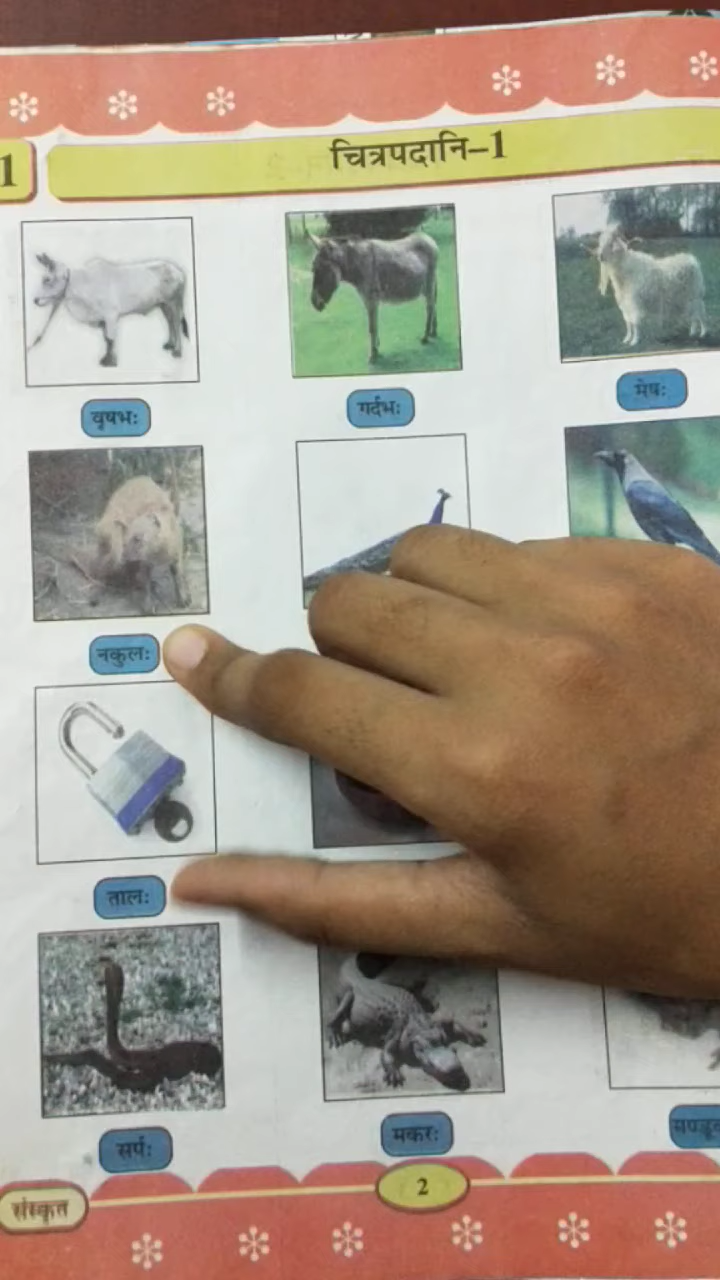 1
चित्रपदानि–1
वृषभः
गर्दभः
मेषः
नकुलः
तालः
सर्पः
मकरः
2
संस्कृत